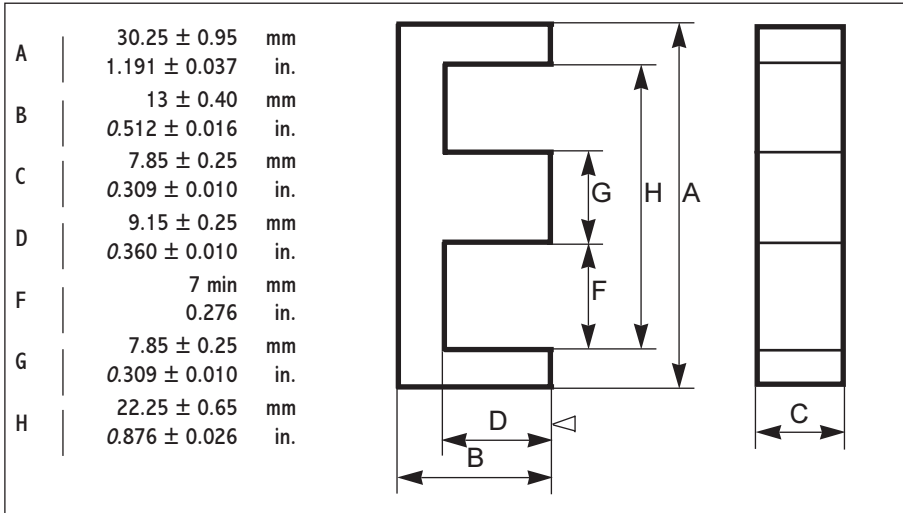 A | 30.25 ± 0.95 mm
1.191 ± 0.037 in.
B | 13 ± 0.40 mm
0.512 ± 0.016 in.
C | 7.85 ± 0.25 mm
0.309 ± 0.010 in.
D | 9.15 ± 0.25 mm
0.360 ± 0.010 in.
F | 7 min mm
0.276 in.
G | 7.85 ± 0.25 mm
0.309 ± 0.010 in.
H | 22.25 ± 0.65 mm
0.876 ± 0.026 in.
G H A
F
D
B
C